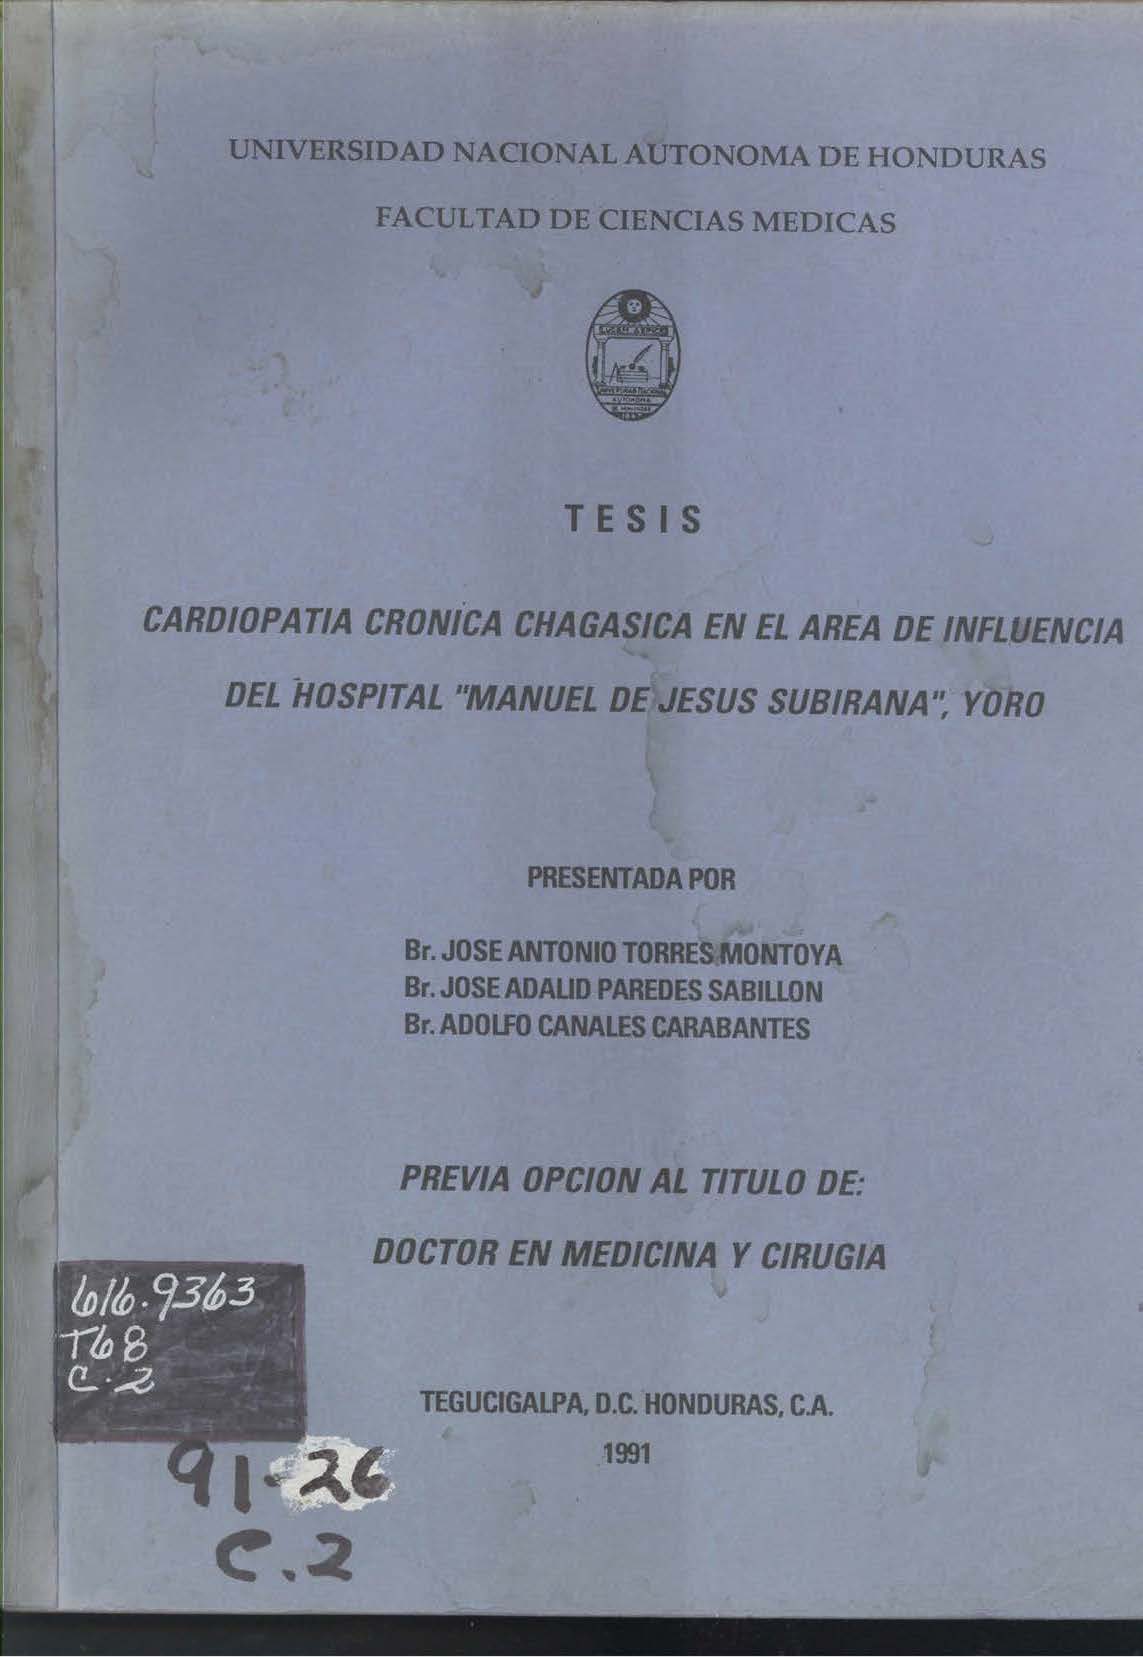 UNIVERSIDAD NACIONAL AUTONOMA DE HONDURAS
FACULTAD DE CIENCIAS MEDICAS
TESIS
CARDIOPATIA CRONICA CHAGASICA EN EL AREA DE INFLUENCIA
DEL HOSPITAL "MANUEL DE JESUS SUBIRANA", YORO
PRESENTADA POR
Br. JOSE ANTONIO TORRES MONTOYA
Br. JOSE ADALID PAREDES SABILLON
Br. ADOLFO CANALES CARABANTES
PREVIA OPCION AL TITULO DE:
DOCTOR EN MEDICINA Y CIRUGIA
616.9363
T68
C.2
TEGUCIGALPA, D.C. HONDURAS, C.A.
1991
91-26
C.2